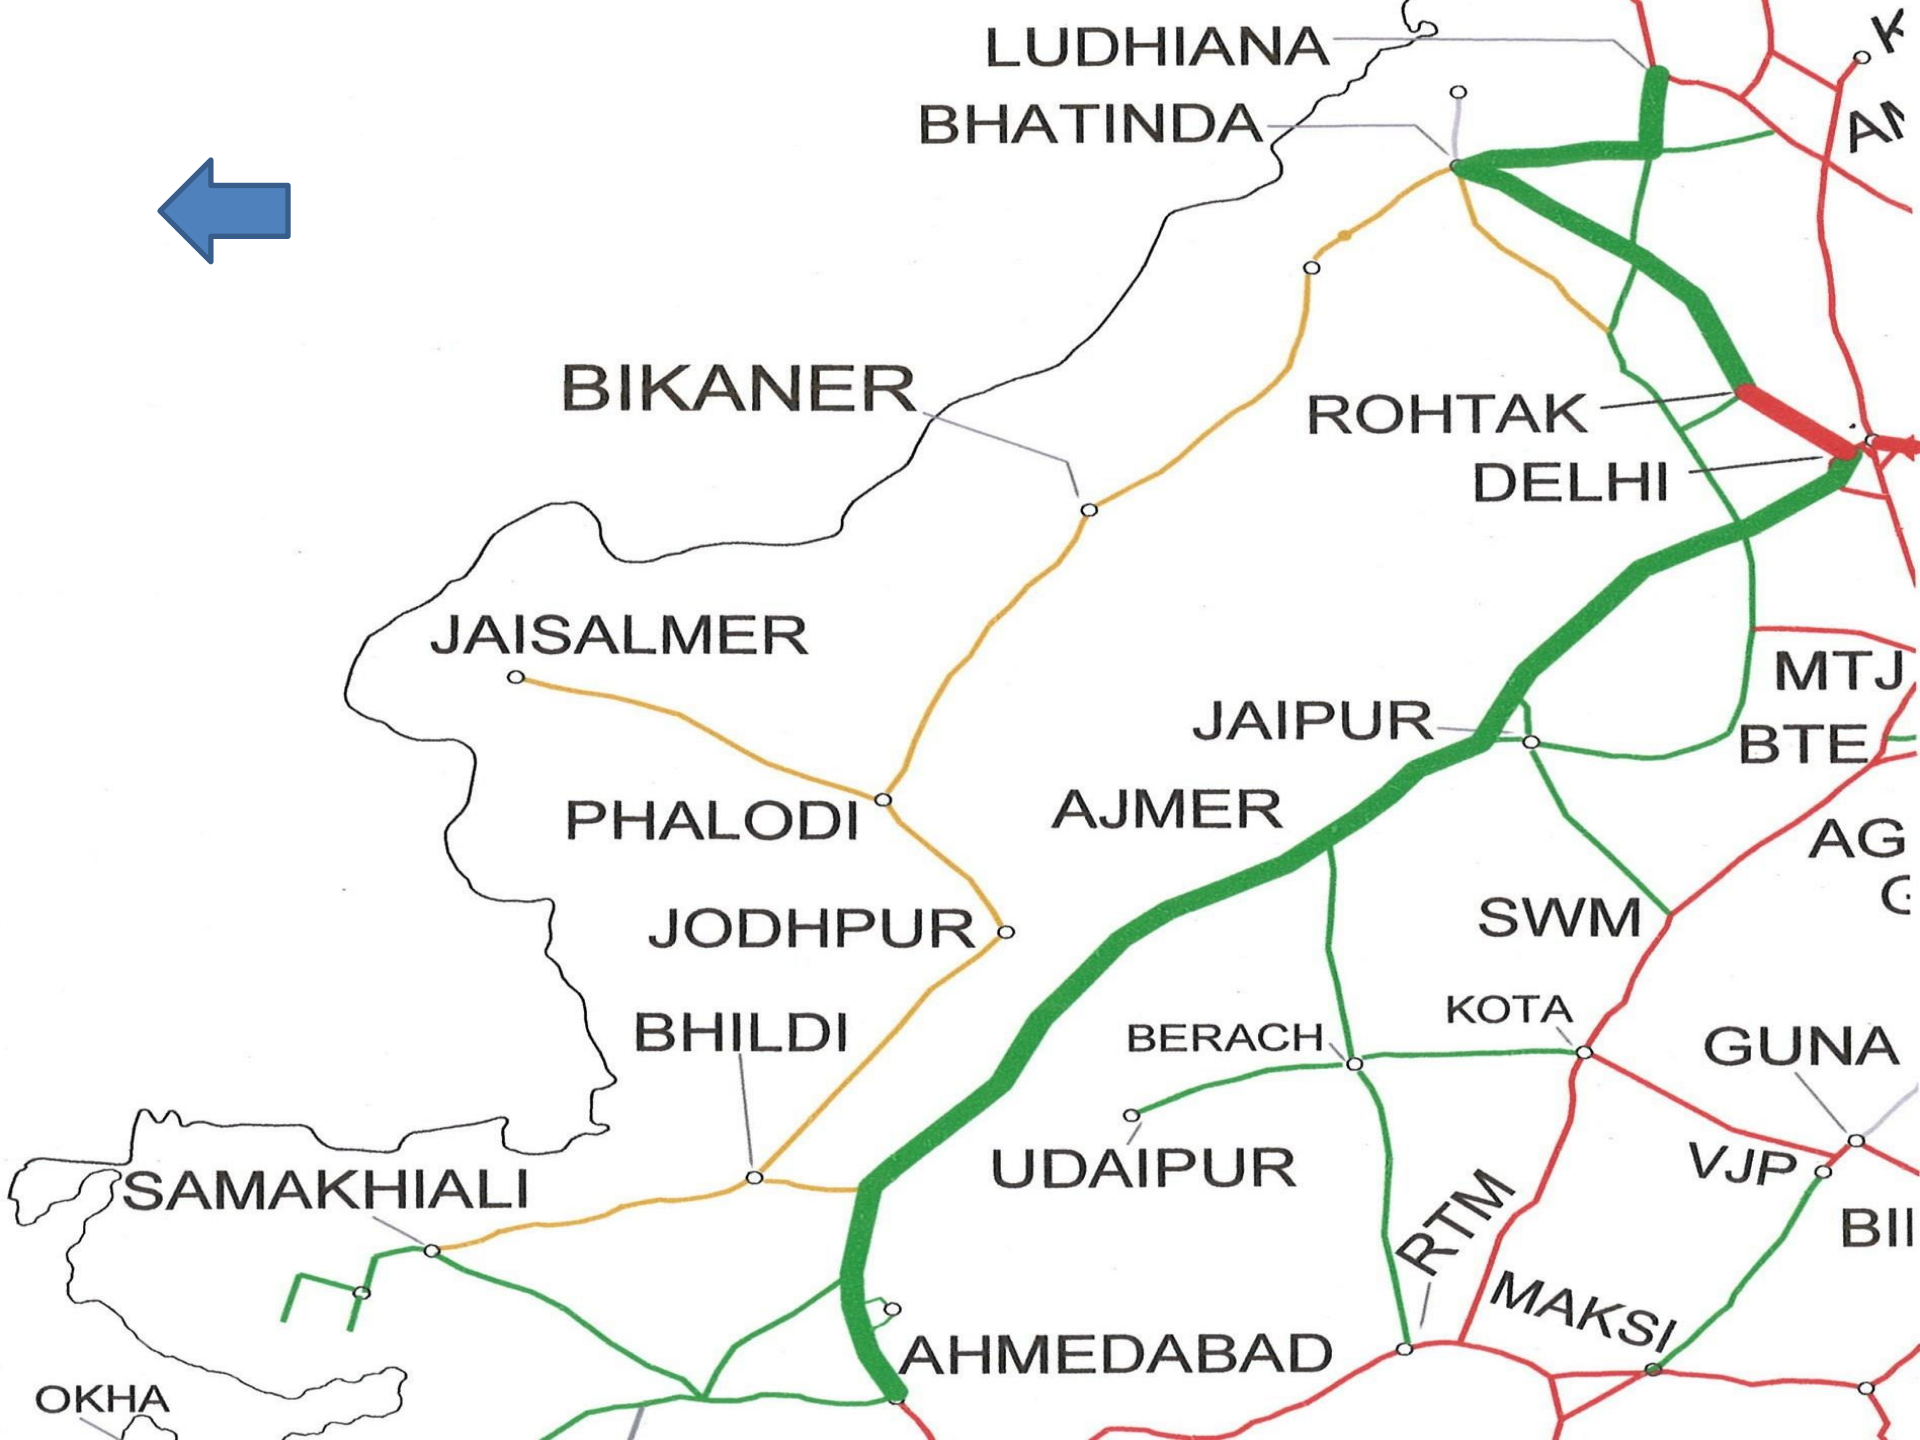 LUDHIANA
K
BHATINDA
BIKANER
ROHTAK
DELHI
JAISALMER
MTJ
JAIPUR
BTE
PHALODI
AJMER
AG
SWM
JODHPUR
BHILDI
BERACH
KOTA
GUNA
UDAIPUR
VJP
SAMAKHIALI
RTM
MAKSI
AHMEDABAD
OKHA